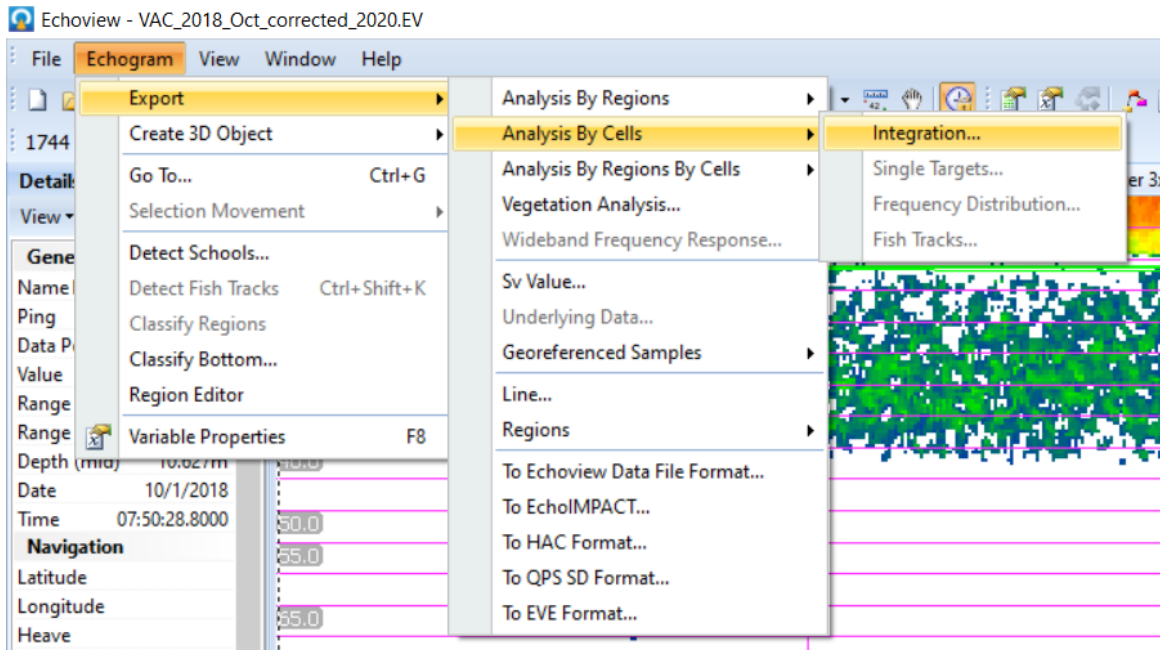 Echoview - VAC_2018_Oct_corrected_2020.EV
File Echogram View Window Help
Export
Create 3D Object
Go To... Ctrl+G
Selection Movement
Detect Schools...
Detect Fish Tracks Ctrl+Shift+K
Classify Regions
Classify Bottom...
Region Editor
Variable Properties F8
Analysis By Regions
Analysis By Cells
Analysis By Regions By Cells
Vegetation Analysis...
Wideband Frequency Response...
Sv Value...
Underlying Data...
Georeferenced Samples
Line...
Regions
To Echoview Data File Format...
To EchoIMPACT...
To HAC Format...
To QPS SD Format...
To EVE Format...
Integration...
Single Targets...
Frequency Distribution...
Fish Tracks...
42
1744
View
Name
Ping
Value
Range
Range
Depth (mid) 10.627m
Date 10/1/2018
Time 07:50:28.8000
Navigation
Latitude
Longitude
Heave
50.0
55.0
65.0